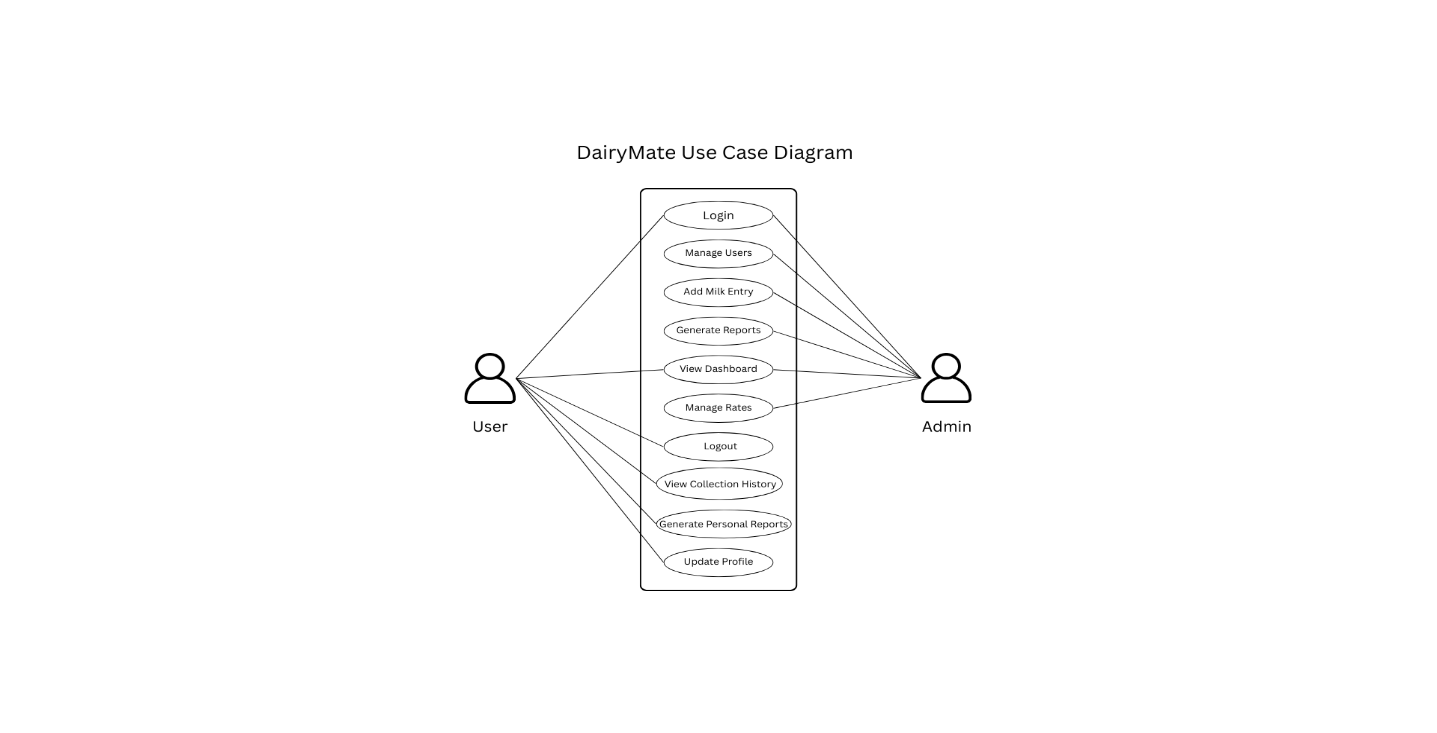 DairyMate Use Case Diagram
Login
Manage Users
Add Milk Entry
Generate Reports
View Dashboard
Manage Rates
User
Admin
Logout
View Collection History
Generate Personal Reports
Update Profile